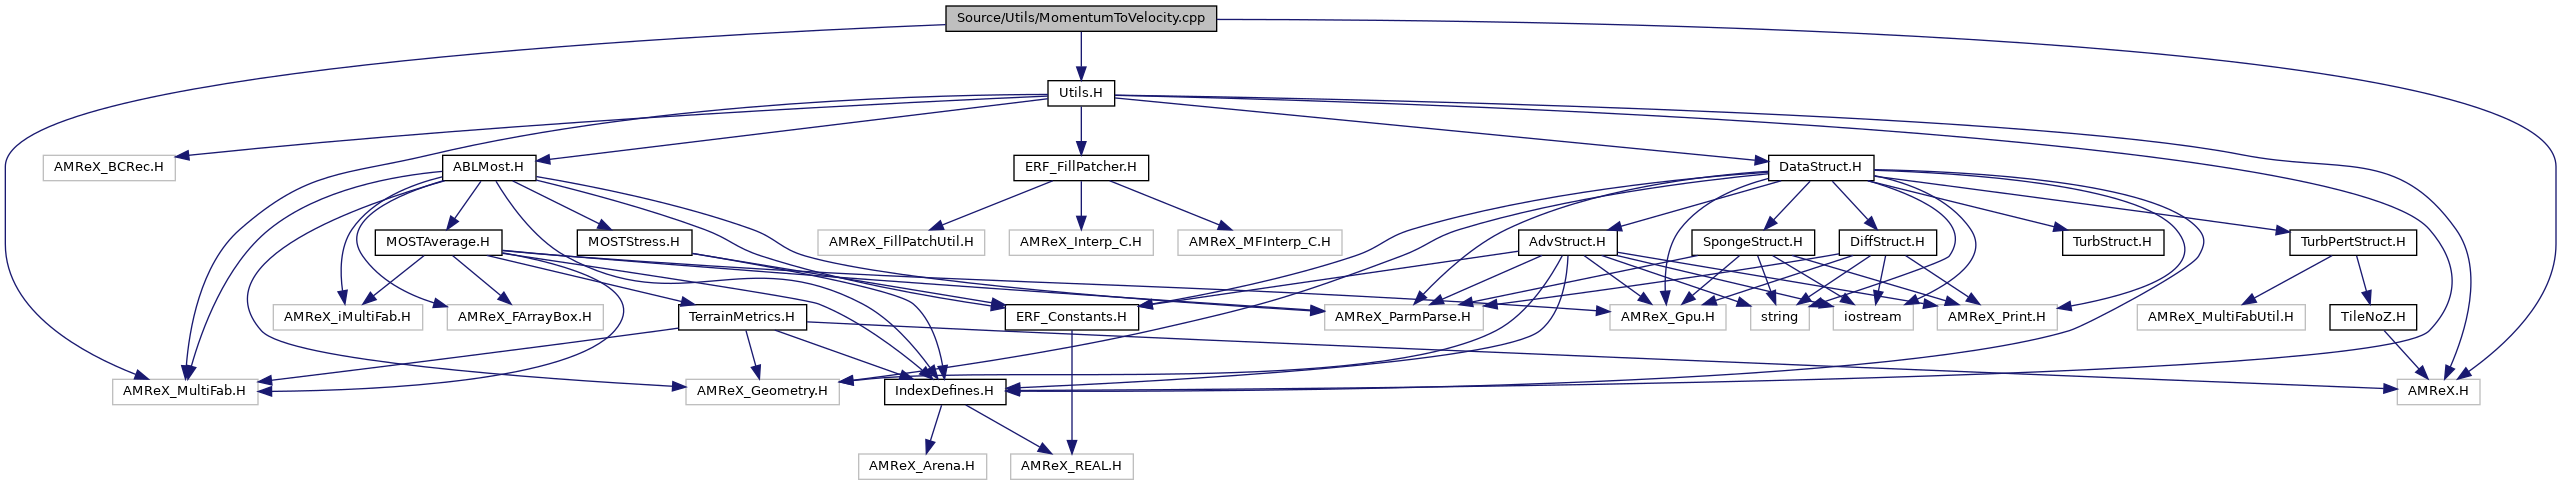 Source/Utils/MomentumToVelocity.cpp
Utils.H
AMReX_BCRec.H
ABLMost.H
ERF_FillPatcher.H
DataStruct.H
MOSTAverage.H
MOSTStress.H
AMReX_FillPatchUtil.H
AMReX_Interp_C.H
AMReX_MFInterp_C.H
AdvStruct.H
SpongeStruct.H
DiffStruct.H
TurbStruct.H
TurbPertStruct.H
AMReX_iMultiFab.H
AMReX_FArrayBox.H
TerrainMetrics.H
ERF_Constants.H
AMReX_ParmParse.H
AMReX_Gpu.H
string
iostream
AMReX_Print.H
AMReX_MultiFabUtil.H
TileNoZ.H
AMReX_MultiFab.H
AMReX_Geometry.H
IndexDefines.H
AMReX.H
AMReX_Arena.H
AMReX_REAL.H